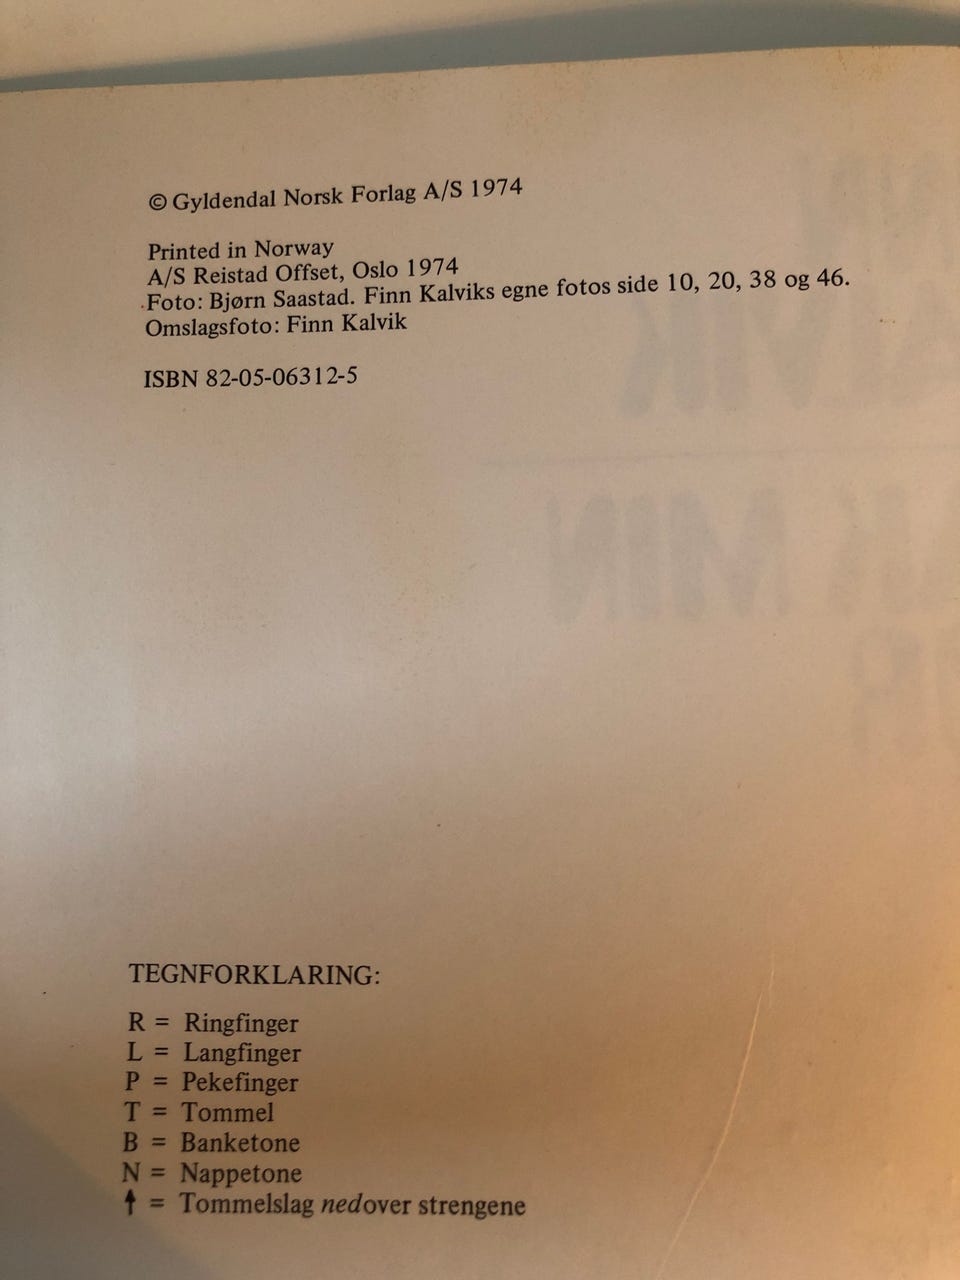 © Gyldendal Norsk Forlag A/S 1974
Printed in Norway
A/S Reistad Offset, Oslo 1974
Foto: Bjørn Saastad. Finn Kalviks egne fotos side 10, 20, 38 og 46.
Omslagsfoto: Finn Kalvik
ISBN 82-05-06312-5
TEGNFORKLARING:
R = Ringfinger
L = Langfinger
P = Pekefinger
T = Tommel
B = Banketone
N = Nappetone
↑ = Tommelslag nedover strengene